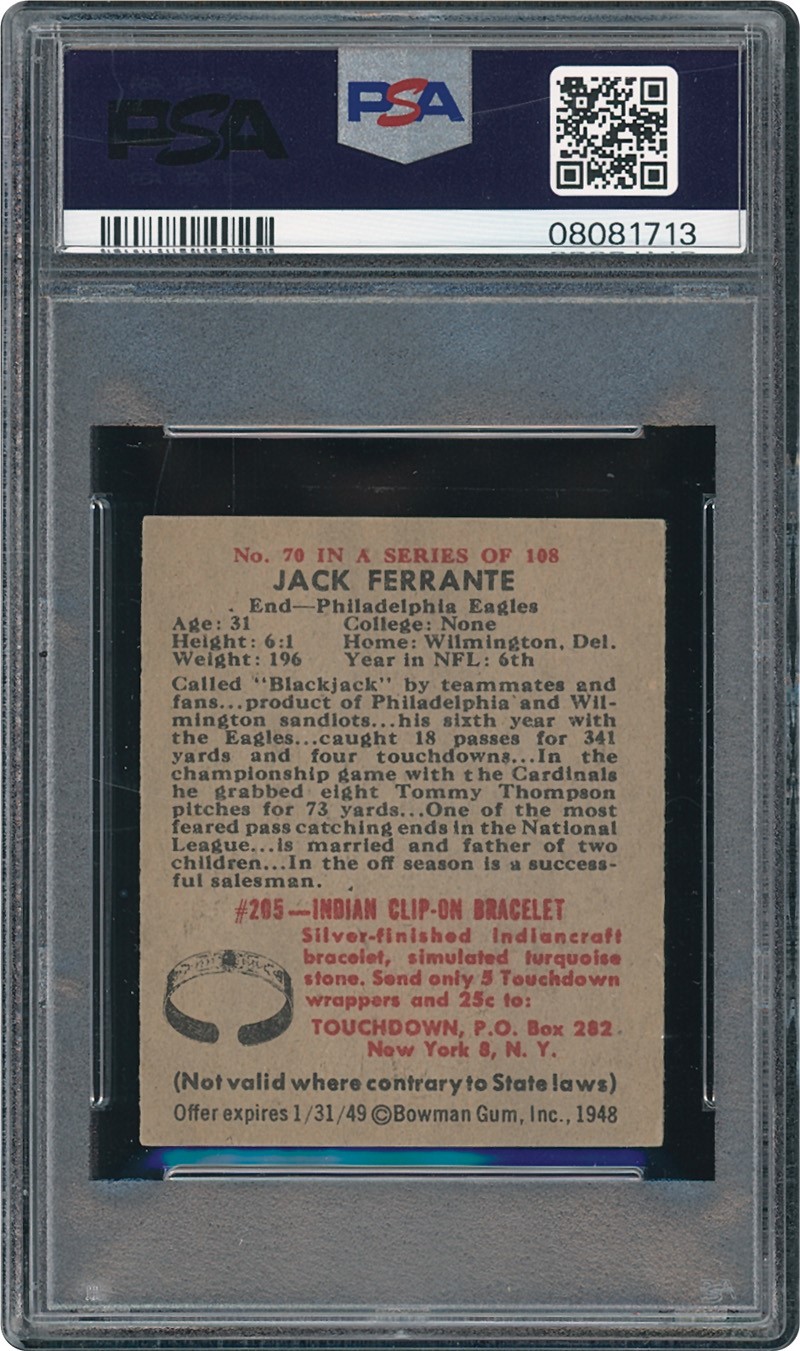 PSA
PSA
08081713
No. 70 IN A SERIES OF 108
JACK FERRANTE
End—Philadelphia Eagles
Age: 31 College: None
Height: 6:1 Home: Wilmington, Del.
Weight: 196 Year in NFL: 6th
Called "Blackjack" by teammates and
fans...product of Philadelphia and Wil-
mington sandlots...his sixth year with
the Eagles...caught 18 passes for 341
yards and four touchdowns...In the
championship game with the Cardinals
he grabbed eight Tommy Thompson
pitches for 73 yards...One of the most
feared pass catching ends in the National
League...is married and father of two
children...In the off season is a success-
ful salesman.
#205—INDIAN CLIP-ON BRACELET
Silver-finished Indiancraft
bracelet, simulated turquoise
stone. Send only 5 Touchdown
wrappers and 25c to:
TOUCHDOWN, P.O. Box 282
New York 8, N. Y.
(Not valid where contrary to State laws)
Offer expires 1/31/49 ©Bowman Gum, Inc., 1948